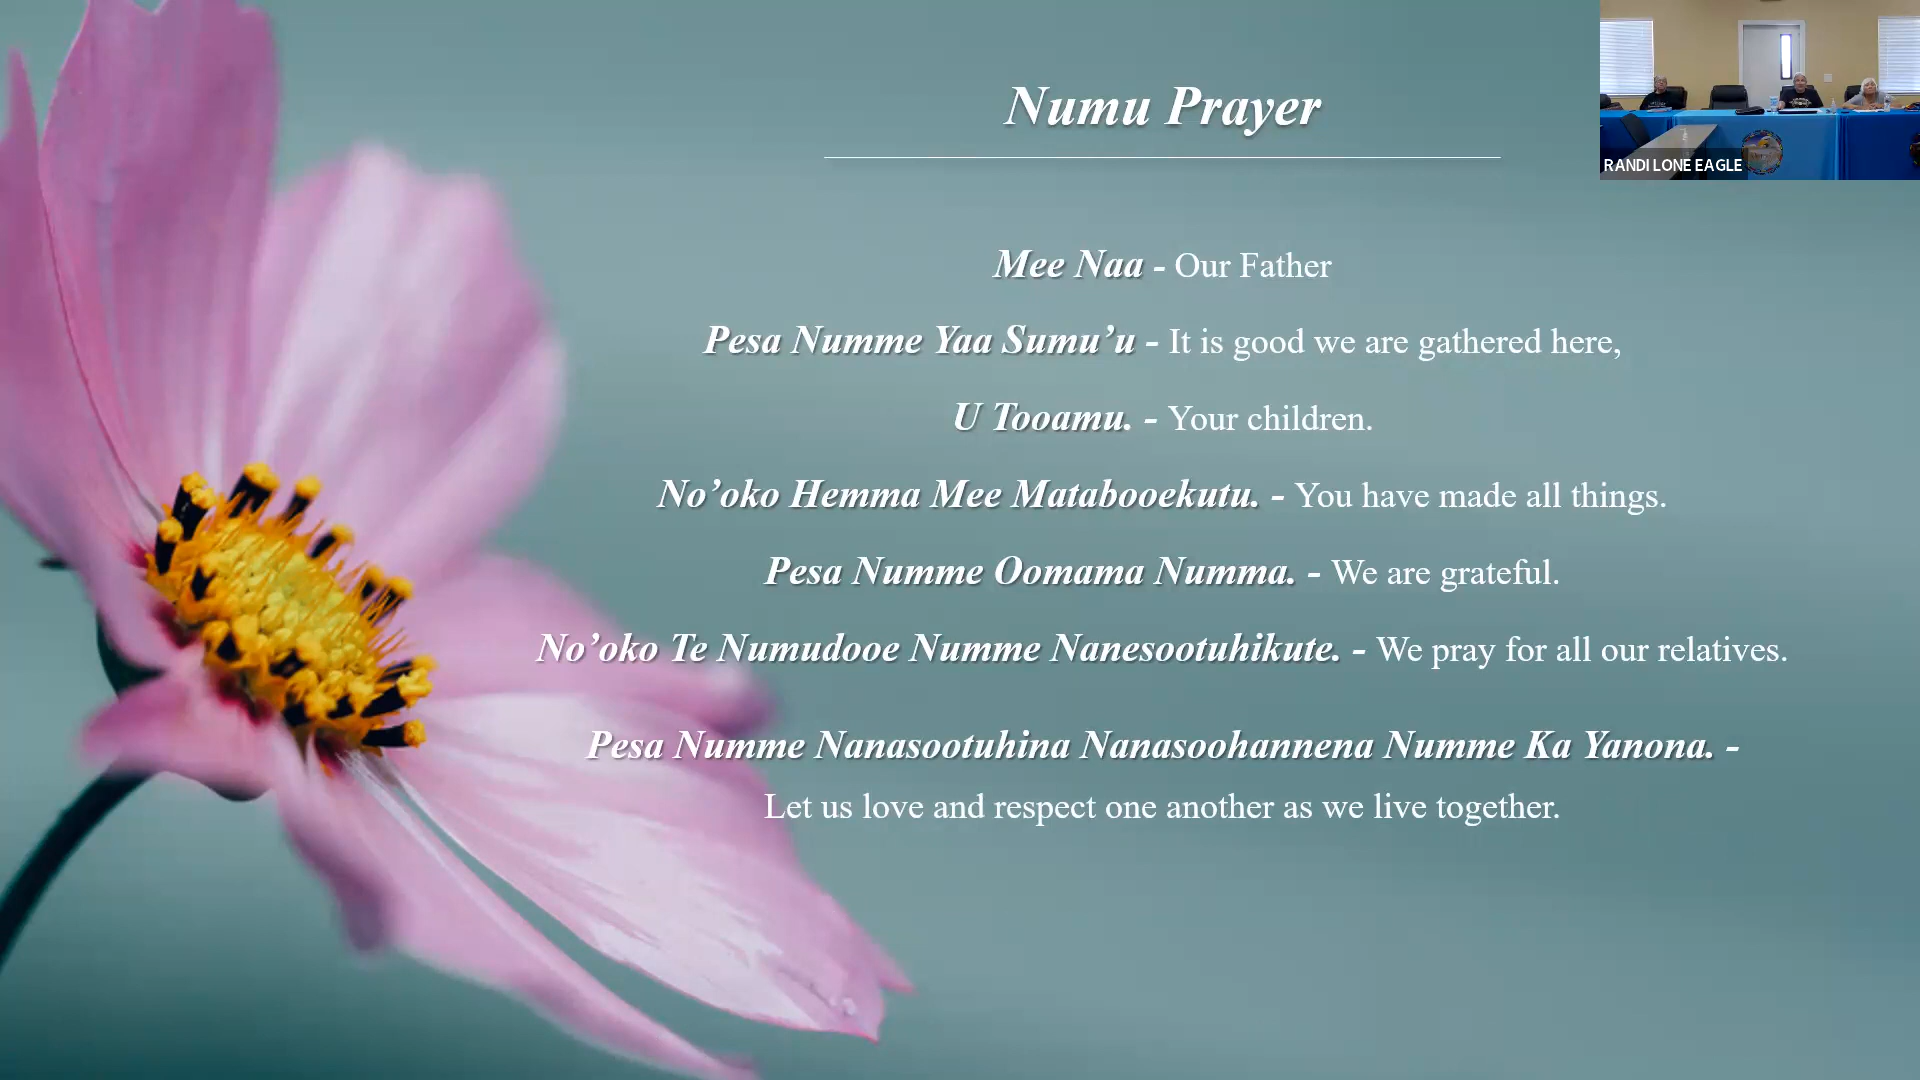 Numu Prayer
RANDI LONE EAGLE
Mee Naa - Our Father
Pesa Numme Yaa Sumu’u - It is good we are gathered here,
U Tooamu. - Your children.
No’oko Hemma Mee Matabooekutu. - You have made all things.
Pesa Numme Oomama Numma. - We are grateful.
No’oko Te Numudooe Numme Nanesootuhikute. - We pray for all our relatives.
Pesa Numme Nanasootuhina Nanasoohannena Numme Ka Yanona. -
Let us love and respect one another as we live together.